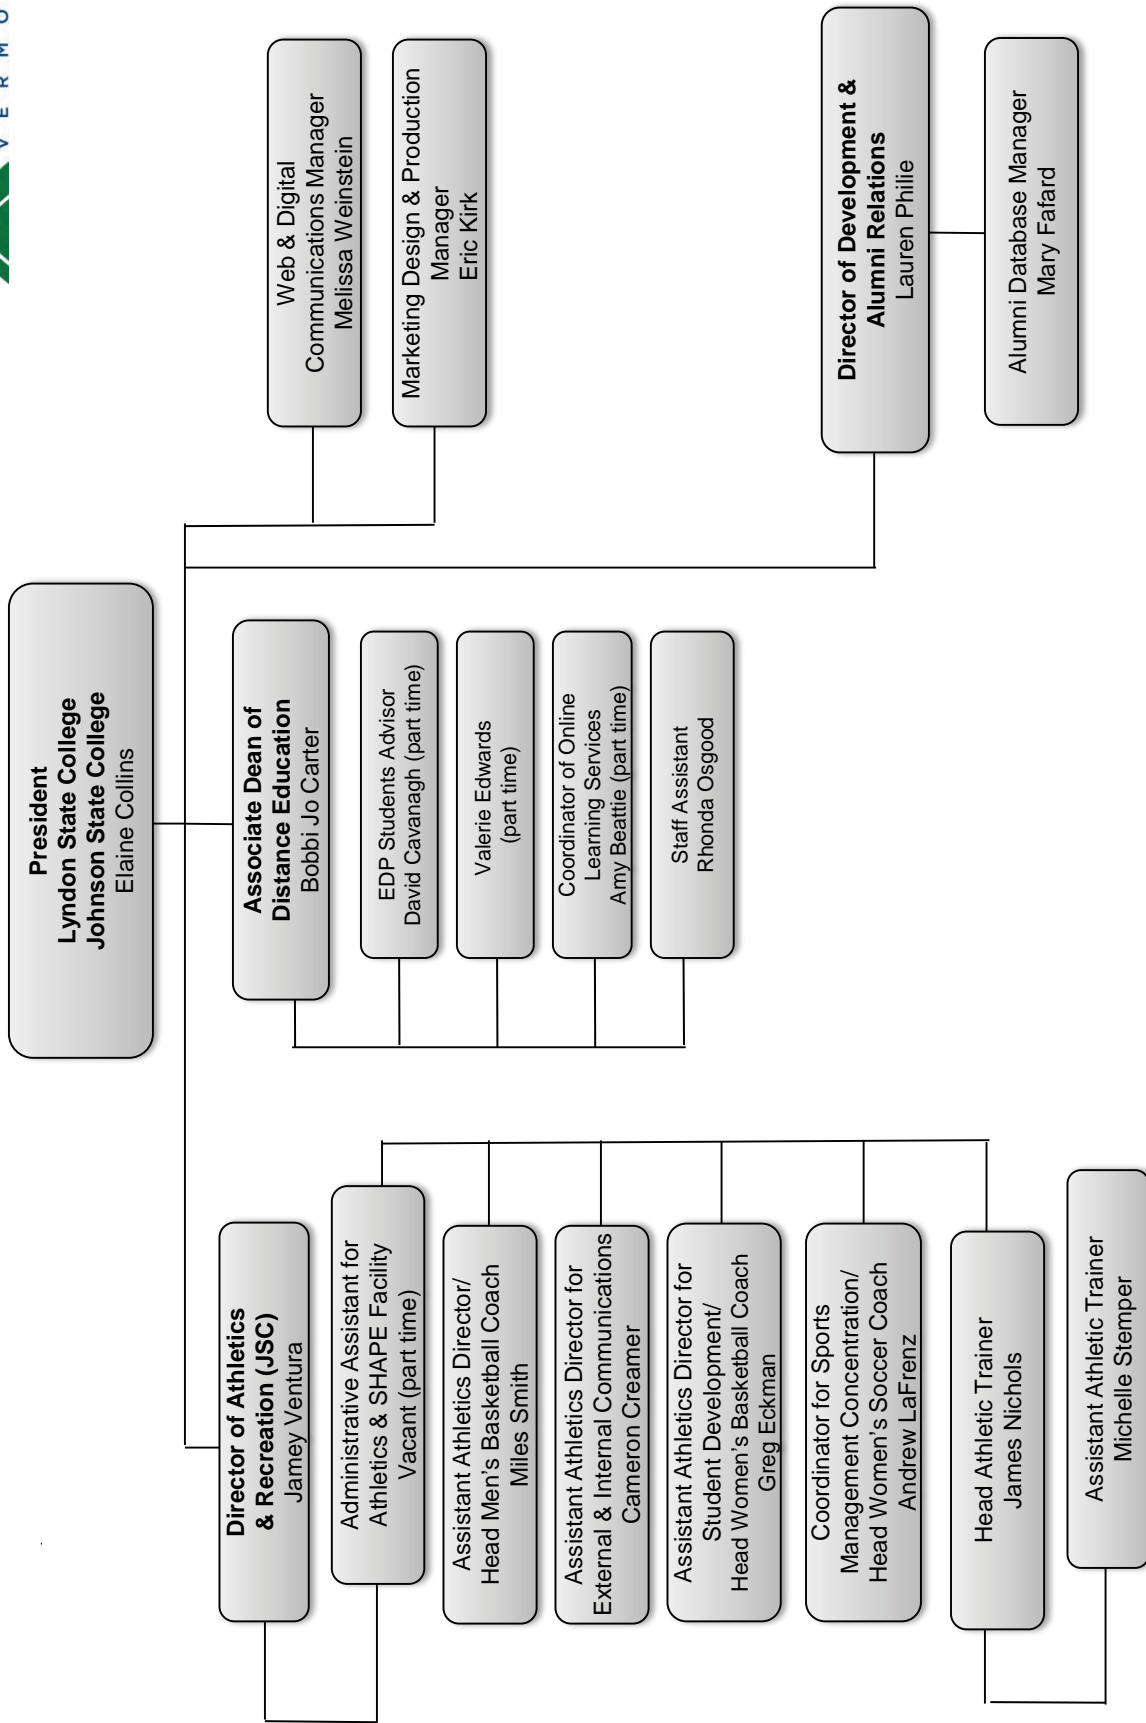 V E R M O
President
Lyndon State College
Johnson State College
Elaine Collins
Director of Athletics
& Recreation (JSC)
Jamey Ventura
Administrative Assistant for
Athletics & SHAPE Facility
Vacant (part time)
Assistant Athletics Director/
Head Men’s Basketball Coach
Miles Smith
Assistant Athletics Director for
External & Internal Communications
Cameron Creamer
Assistant Athletics Director for
Student Development/
Head Women’s Basketball Coach
Greg Eckman
Coordinator for Sports
Management Concentration/
Head Women’s Soccer Coach
Andrew LaFrenz
Head Athletic Trainer
James Nichols
Assistant Athletic Trainer
Michelle Stemper
Associate Dean of
Distance Education
Bobbi Jo Carter
EDP Students Advisor
David Cavanagh (part time)
Valerie Edwards
(part time)
Coordinator of Online
Learning Services
Amy Beattie (part time)
Staff Assistant
Rhonda Osgood
Web & Digital
Communications Manager
Melissa Weinstein
Marketing Design & Production
Manager
Eric Kirk
Director of Development &
Alumni Relations
Lauren Philie
Alumni Database Manager
Mary Fafard